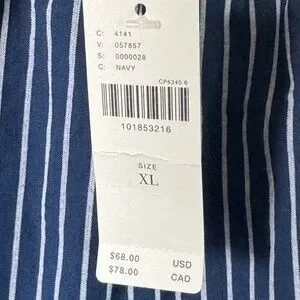 C: 4141
V: 057857
S: 0000028
C: NAVY
CP6340.6
101853216
SIZE
XL
$68.00 USD
$78.00 CAD